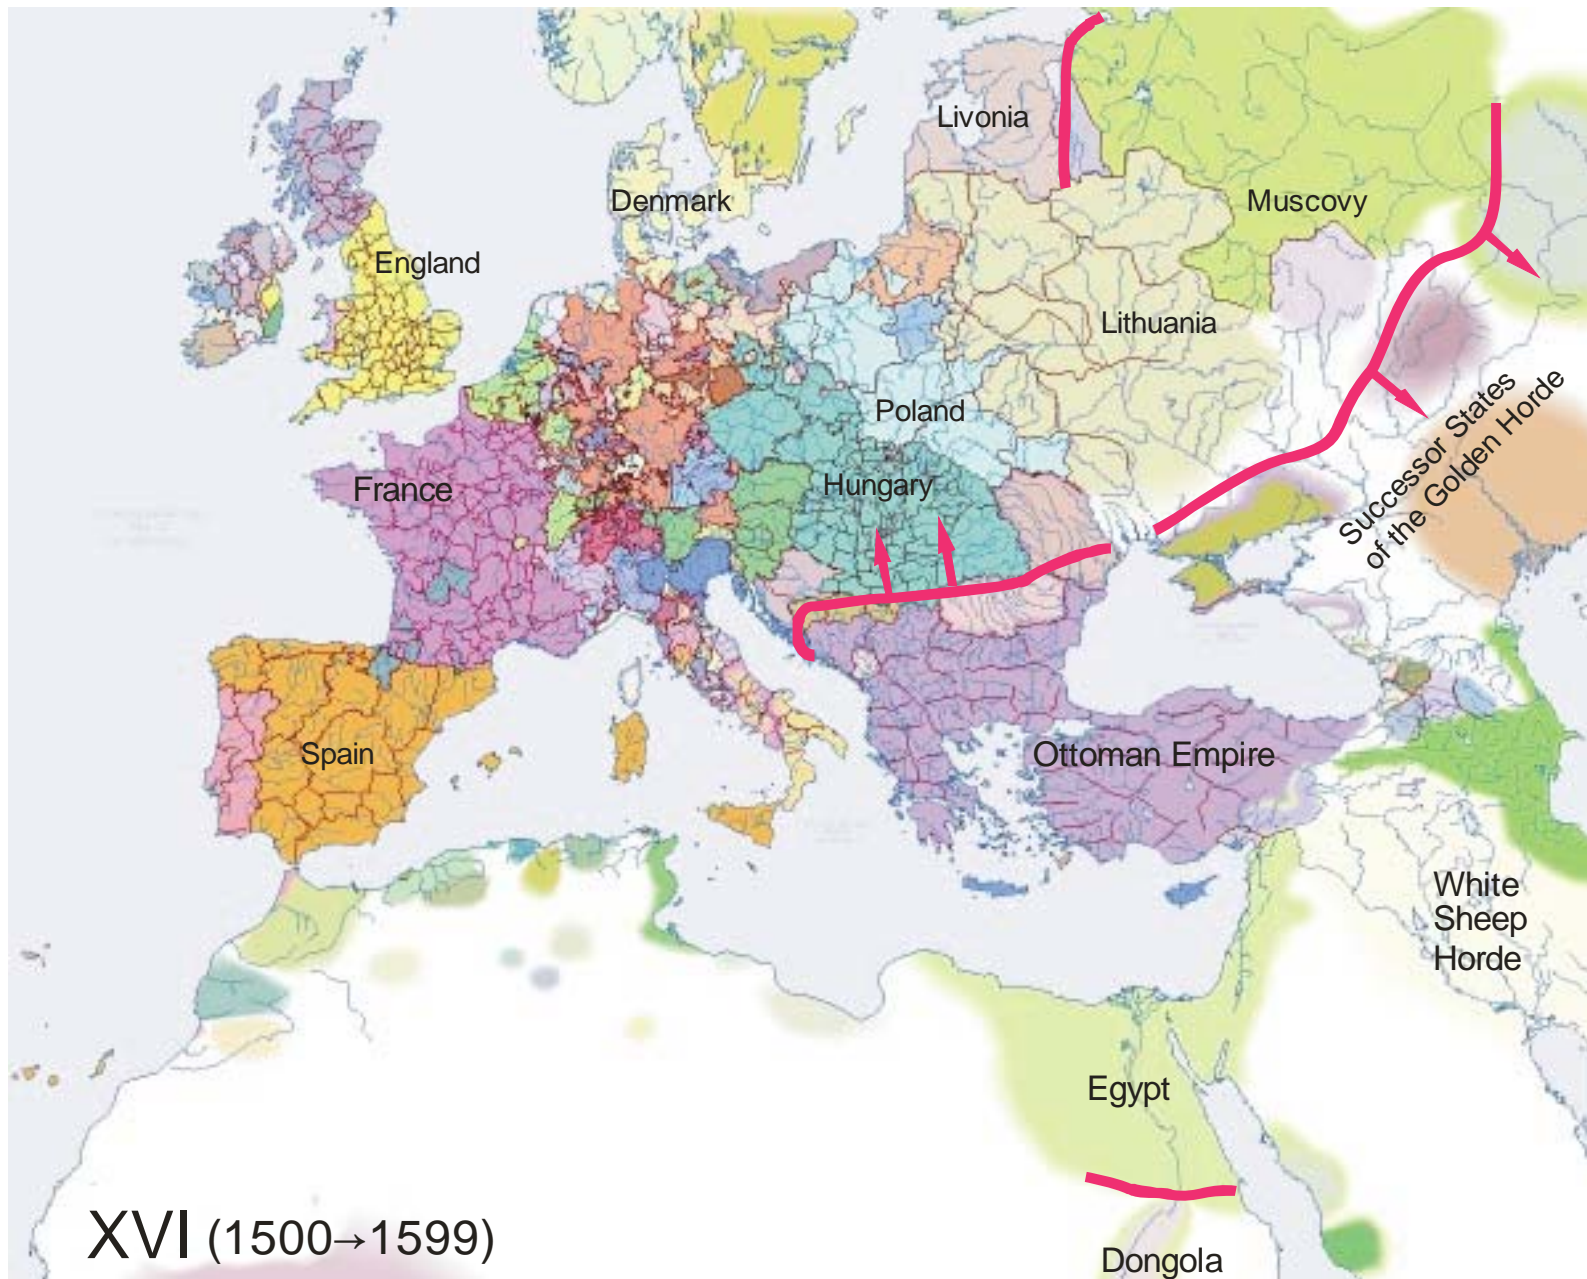 Livonia
Denmark
Muscovy
England
Lithuania
Poland
France
Hungary
Successor States
of the Golden Horde
Spain
Ottoman Empire
White
Sheep
Horde
Egypt
XVI (1500→1599)
Dongola